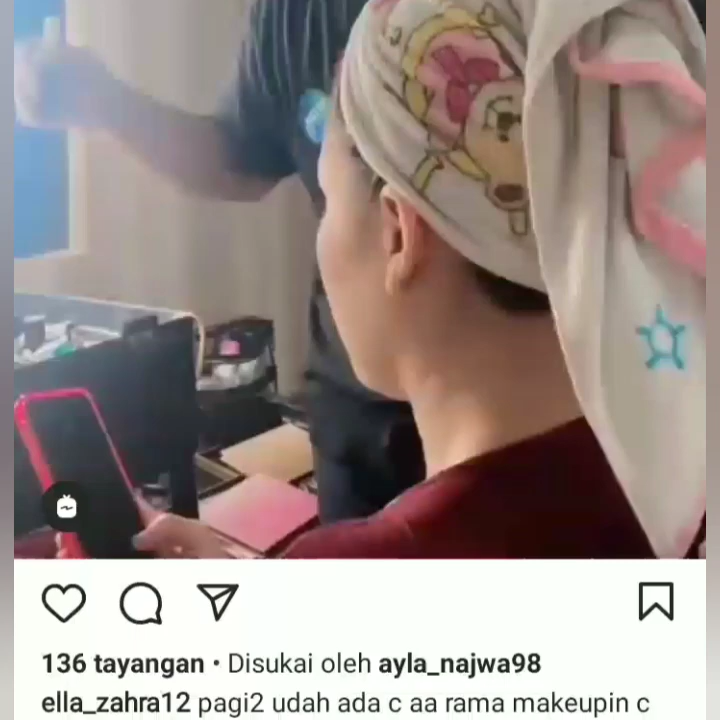 136 tayangan • Disukai oleh ayla_najwa98
ella_zahra12 pagi2 udah ada c aa rama makeupin c